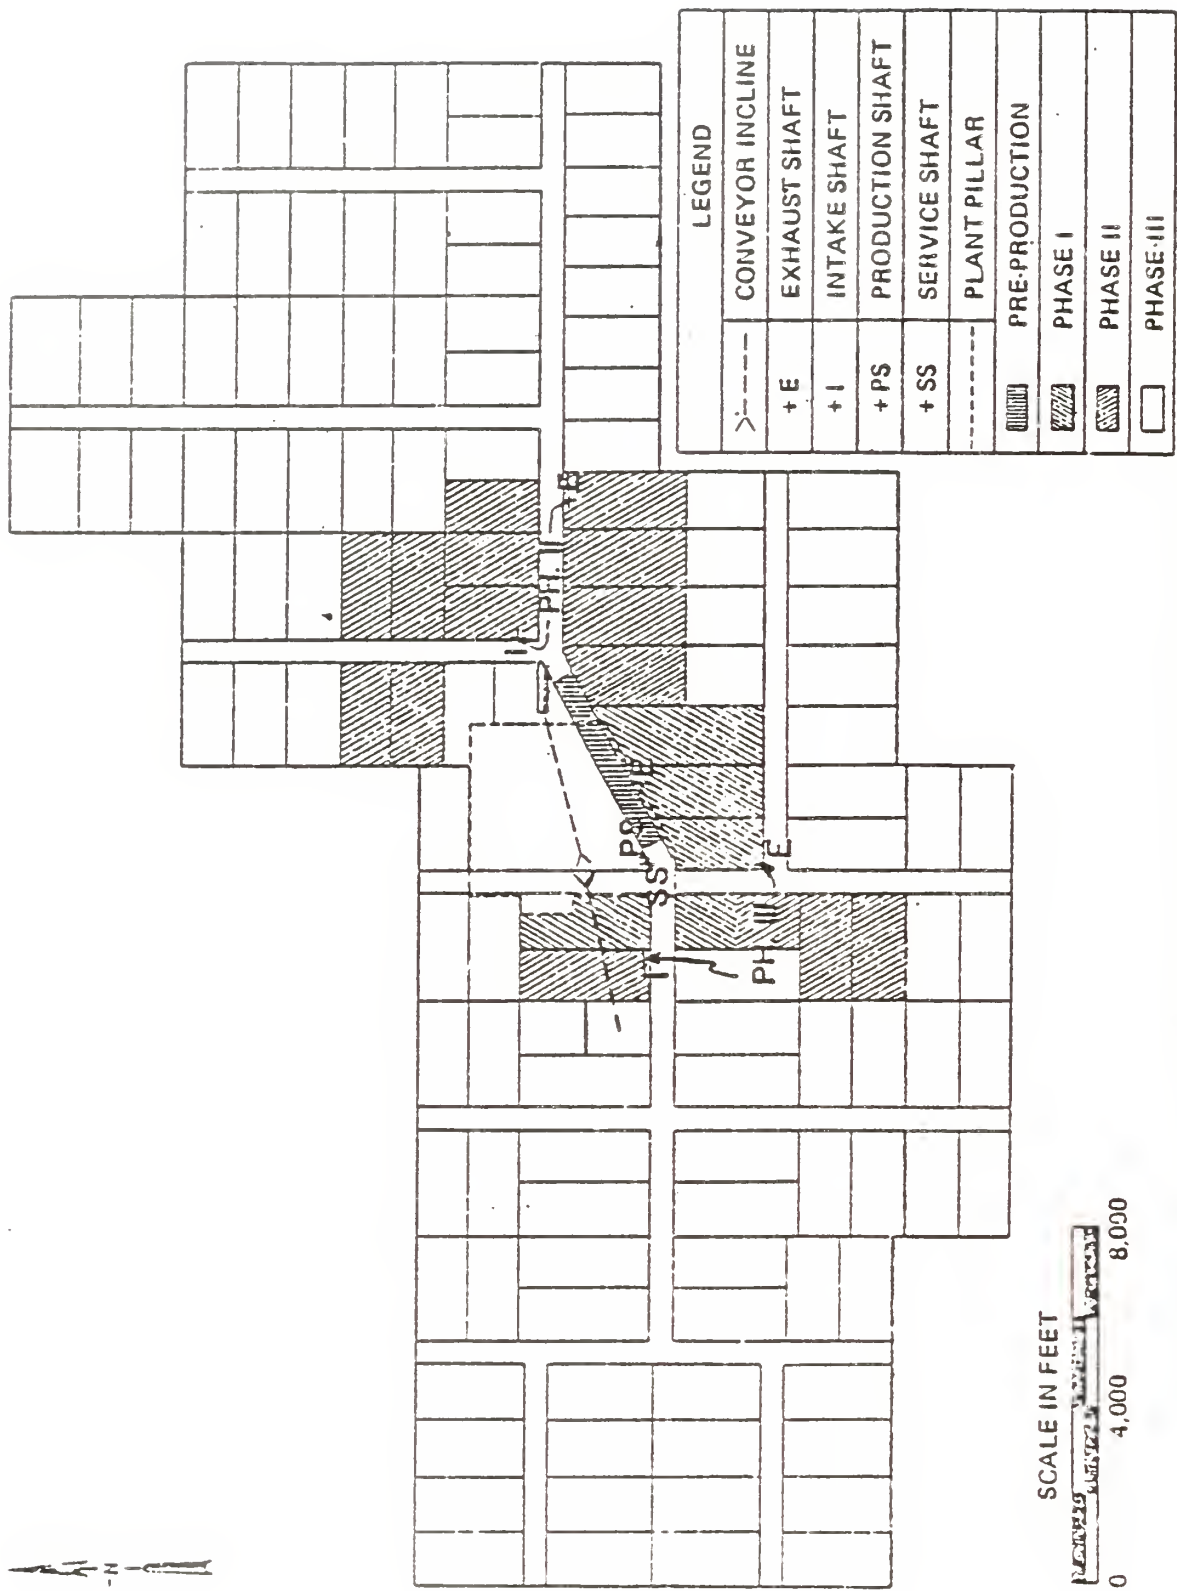 LEGEND
CONVEYOR INCLINE
+ E EXHAUST SHAFT
+ I INTAKE SHAFT
+ PS PRODUCTION SHAFT
+ SS SERVICE SHAFT
PLANT PILLAR
PRE-PRODUCTION
PHASE I
PHASE II
PHASE III
I
PH. II
+E
PS
E
SS
I
PH. III
E
SCALE IN FEET
0 4,000 8,000
N